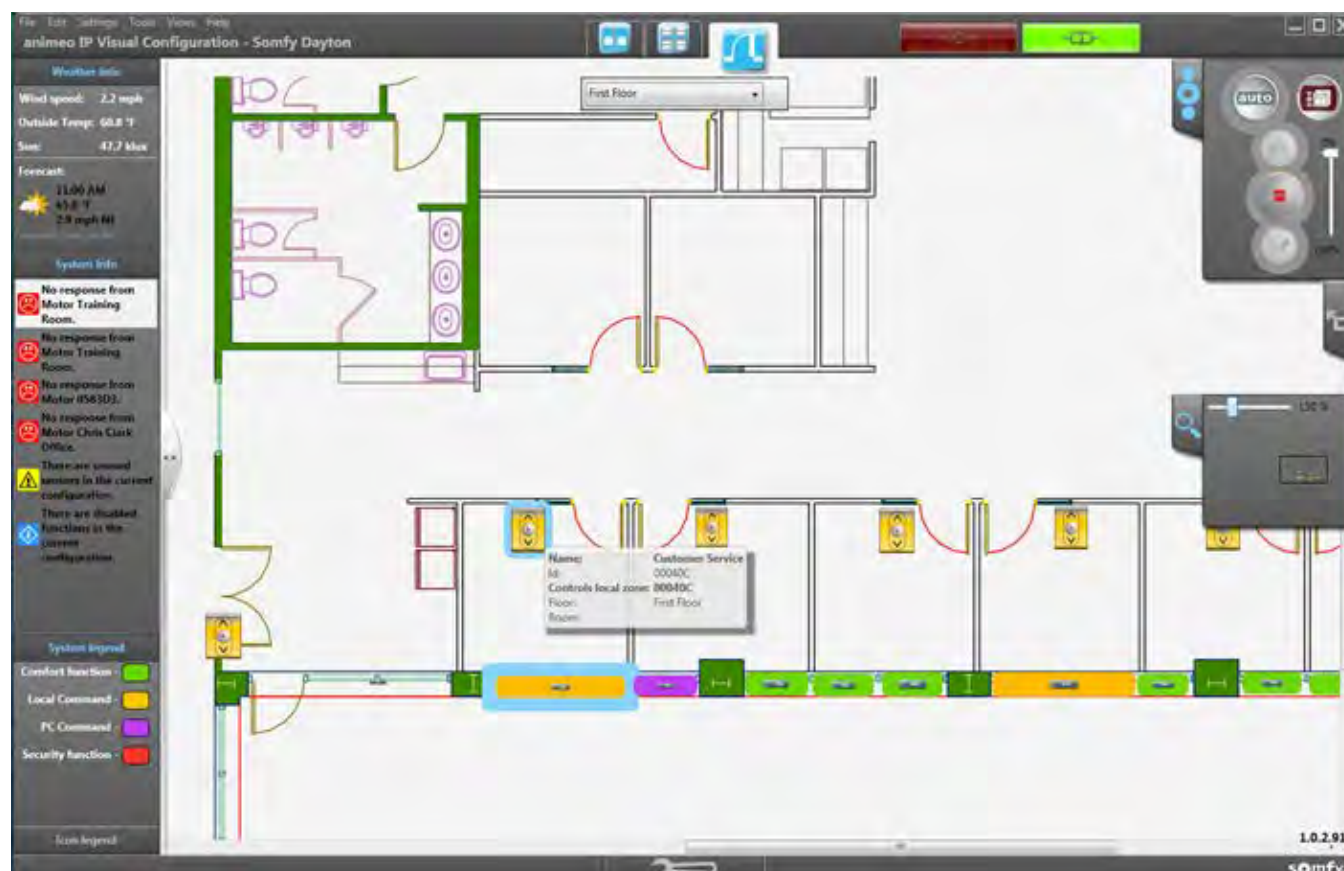 File Edit Settings Tools Views Help
animeo IP Visual Configuration - Somfy Dayton
First Floor
auto
Weather Info
Wind speed: 2.2 mph
Outside Temp: 60.8 °F
Sun: 47.7 klux
Forecast:
11:00 AM
2.9 mph
System Info
No response from
Motor Training
Room.
No response from
Motor Training
Room.
No response from
No response from
Motor Chris Clark
Office.
There are unused
sensors in the current
configuration.
There are disabled
functions in the
current
configuration.
Name: Customer Service
Id: 00040C
Controls local zone: 00040C
Floor: First Floor
Room:
System legend
Comfort function -
Local Command -
PC Command -
Security function -
Icon legend
1.0.2.91
somfy